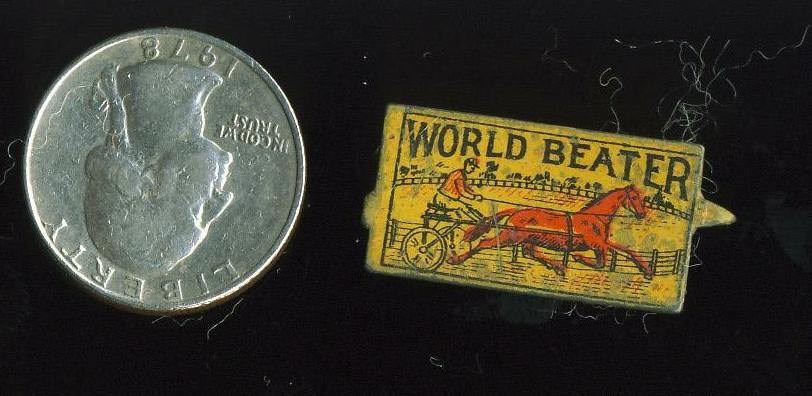 1978
IN GOD WE
TRUST
LIBERTY
WORLD BEATER